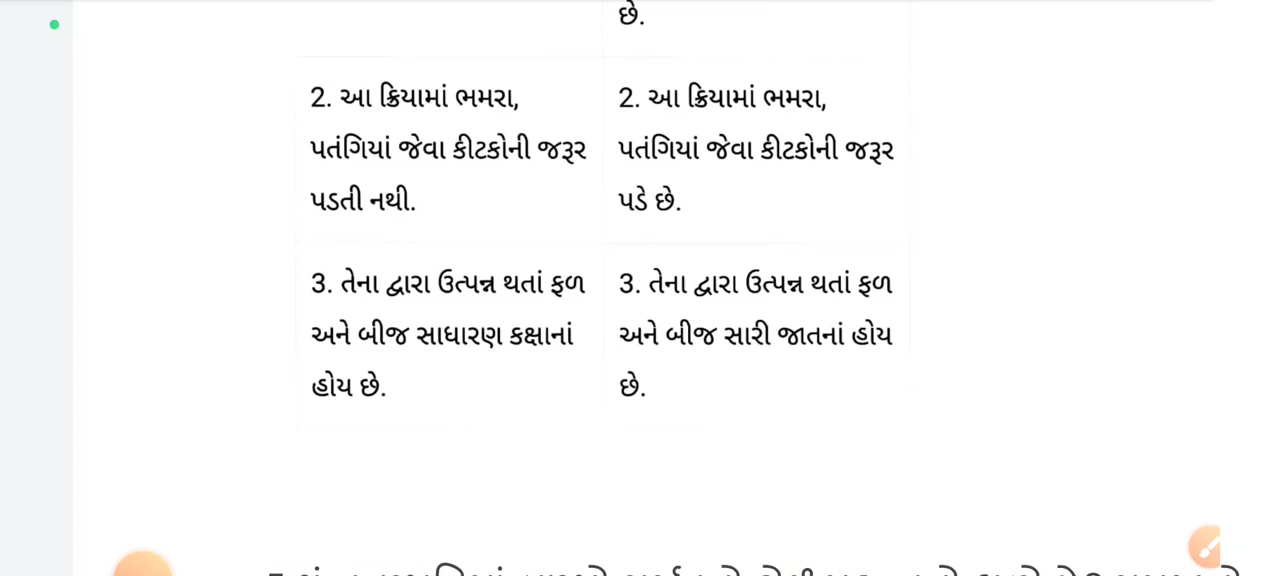 છે.
2. આ ક્રિયામાં ભમરા,
પતંગિયાં જેવા કીટકોની જરૂર
પડતી નથી.
2. આ ક્રિયામાં ભમરા,
પતંગિયાં જેવા કીટકોની જરૂર
પડે છે.
3. તેના દ્વારા ઉત્પન્ન થતાં ફળ
અને બીજ સાધારણ કક્ષાનાં
હોય છે.
3. તેના દ્વારા ઉત્પન્ન થતાં ફળ
અને બીજ સારી જાતનાં હોય
છે.